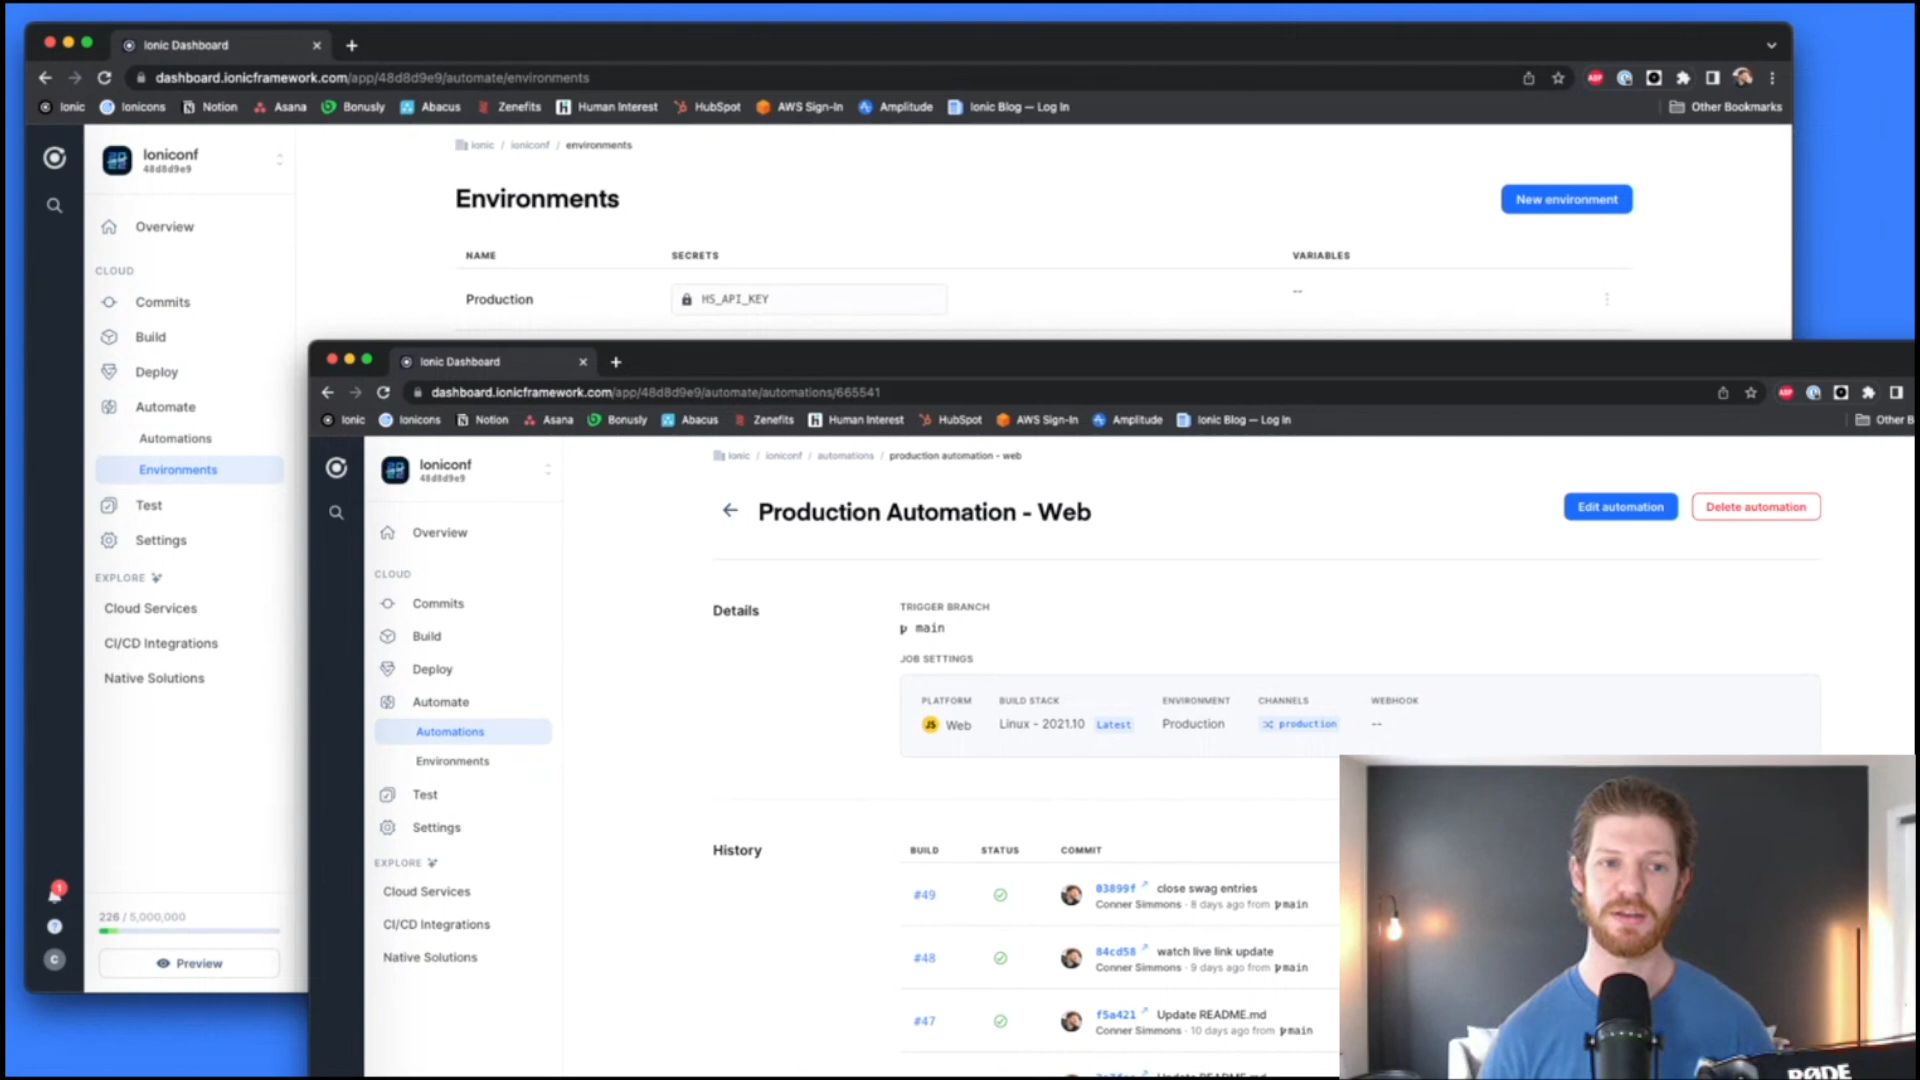 Ionic Dashboard
dashboard.ionicframework.com/app/48d8d9e9/automate/environments
Ionic Ionicons Notion Asana Bonusly Abacus Zenefits Human Interest HubSpot AWS Sign-In Amplitude Ionic Blog — Log In Other Bookmarks
Ioniconf
48d8d9e9
ionic / ioniconf / environments
Environments
New environment
Overview
NAME SECRETS VARIABLES
CLOUD
Production HS_API_KEY --
Commits
Build
Deploy
Automate
Automations
Environments
Test
Settings
EXPLORE
Cloud Services
CI/CD Integrations
Native Solutions
1
226 / 5,000,000
C
Preview
Ionic Dashboard
dashboard.ionicframework.com/app/48d8d9e9/automate/automations/665541
Ionic Ionicons Notion Asana Bonusly Abacus Zenefits Human Interest HubSpot AWS Sign-In Amplitude Ionic Blog — Log In Other B
Ioniconf
48d8d9e9
ionic / ioniconf / automations / production automation - web
Production Automation - Web
Edit automation Delete automation
Overview
CLOUD
Commits
Build
Deploy
Automate
Automations
Environments
Test
Settings
EXPLORE
Cloud Services
CI/CD Integrations
Native Solutions
Details
TRIGGER BRANCH
main
JOB SETTINGS
PLATFORM BUILD STACK ENVIRONMENT CHANNELS WEBHOOK
JS Web Linux - 2021.10 Latest Production production --
History
BUILD STATUS COMMIT
#49 03899f close swag entries
Conner Simmons · 8 days ago from main
#48 84cd58 watch live link update
Conner Simmons · 9 days ago from main
#47 f5a421 Update README.md
Conner Simmons · 10 days ago from main
RØDE